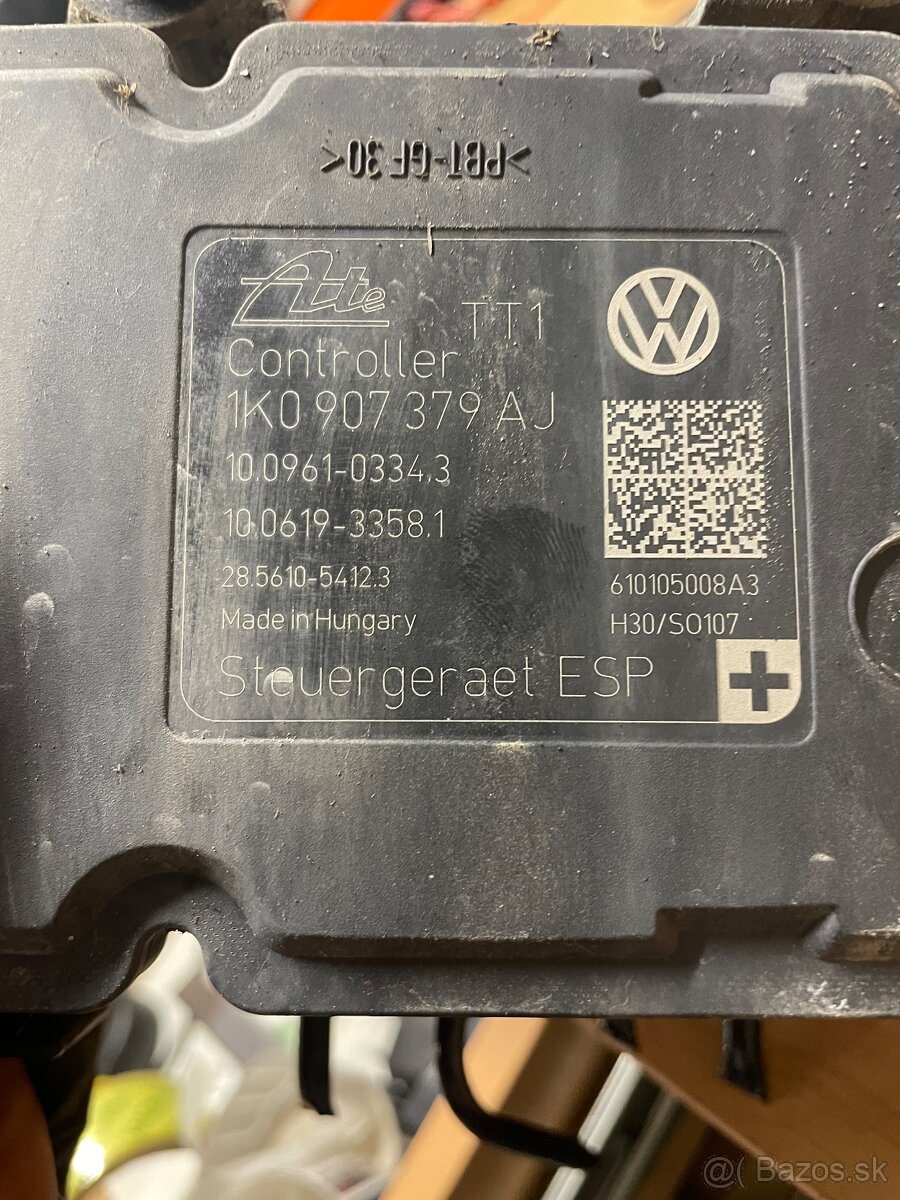 >PBT-GF 30<
Ate
TT1
Controller
1K0 907 379 AJ
10.0961-0334.3
10.0619-3358.1
28.5610-5412.3
610105008A3
Made in Hungary
H30/SO107
Steuergeraet ESP
@( Bazos.sk